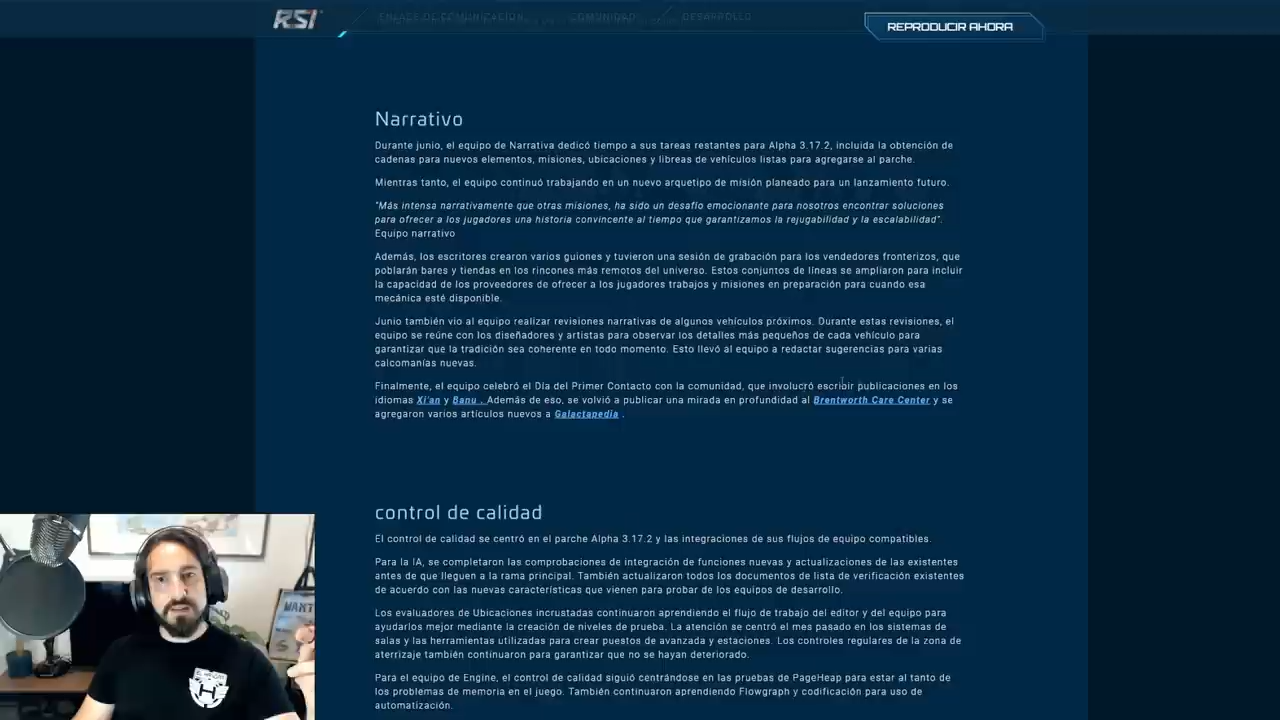 RSI
ENLACE DE COMUNICACIÓN COMUNIDAD DESARROLLO
REPRODUCIR AHORA
Narrativo
Durante junio, el equipo de Narrativa dedicó tiempo a sus tareas restantes para Alpha 3.17.2, incluida la obtención de
cadenas para nuevos elementos, misiones, ubicaciones y libreas de vehículos listas para agregarse al parche.
Mientras tanto, el equipo continuó trabajando en un nuevo arquetipo de misión planeado para un lanzamiento futuro.
"Más intensa narrativamente que otras misiones, ha sido un desafío emocionante para nosotros encontrar soluciones
para ofrecer a los jugadores una historia convincente al tiempo que garantizamos la rejugabilidad y la escalabilidad".
Equipo narrativo
Además, los escritores crearon varios guiones y tuvieron una sesión de grabación para los vendedores fronterizos, que
poblarán bares y tiendas en los rincones más remotos del universo. Estos conjuntos de líneas se ampliaron para incluir
la capacidad de los proveedores de ofrecer a los jugadores trabajos y misiones en preparación para cuando esa
mecánica esté disponible.
Junio también vio al equipo realizar revisiones narrativas de algunos vehículos próximos. Durante estas revisiones, el
equipo se reúne con los diseñadores y artistas para observar los detalles más pequeños de cada vehículo para
garantizar que la tradición sea coherente en todo momento. Esto llevó al equipo a redactar sugerencias para varias
calcomanías nuevas.
Finalmente, el equipo celebró el Día del Primer Contacto con la comunidad, que involucró escribir publicaciones en los
idiomas Xi'an y Banu . Además de eso, se volvió a publicar una mirada en profundidad al Brentworth Care Center y se
agregaron varios artículos nuevos a Galactapedia .
control de calidad
El control de calidad se centró en el parche Alpha 3.17.2 y las integraciones de sus flujos de equipo compatibles.
Para la IA, se completaron las comprobaciones de integración de funciones nuevas y actualizaciones de las existentes
antes de que lleguen a la rama principal. También actualizaron todos los documentos de lista de verificación existentes
de acuerdo con las nuevas características que vienen para probar de los equipos de desarrollo.
Los evaluadores de Ubicaciones incrustadas continuaron aprendiendo el flujo de trabajo del editor y del equipo para
ayudarlos mejor mediante la creación de niveles de prueba. La atención se centró el mes pasado en los sistemas de
salas y las herramientas utilizadas para crear puestos de avanzada y estaciones. Los controles regulares de la zona de
aterrizaje también continuaron para garantizar que no se hayan deteriorado.
Para el equipo de Engine, el control de calidad siguió centrándose en las pruebas de PageHeap para estar al tanto de
los problemas de memoria en el juego. También continuaron aprendiendo Flowgraph y codificación para uso de
automatización.